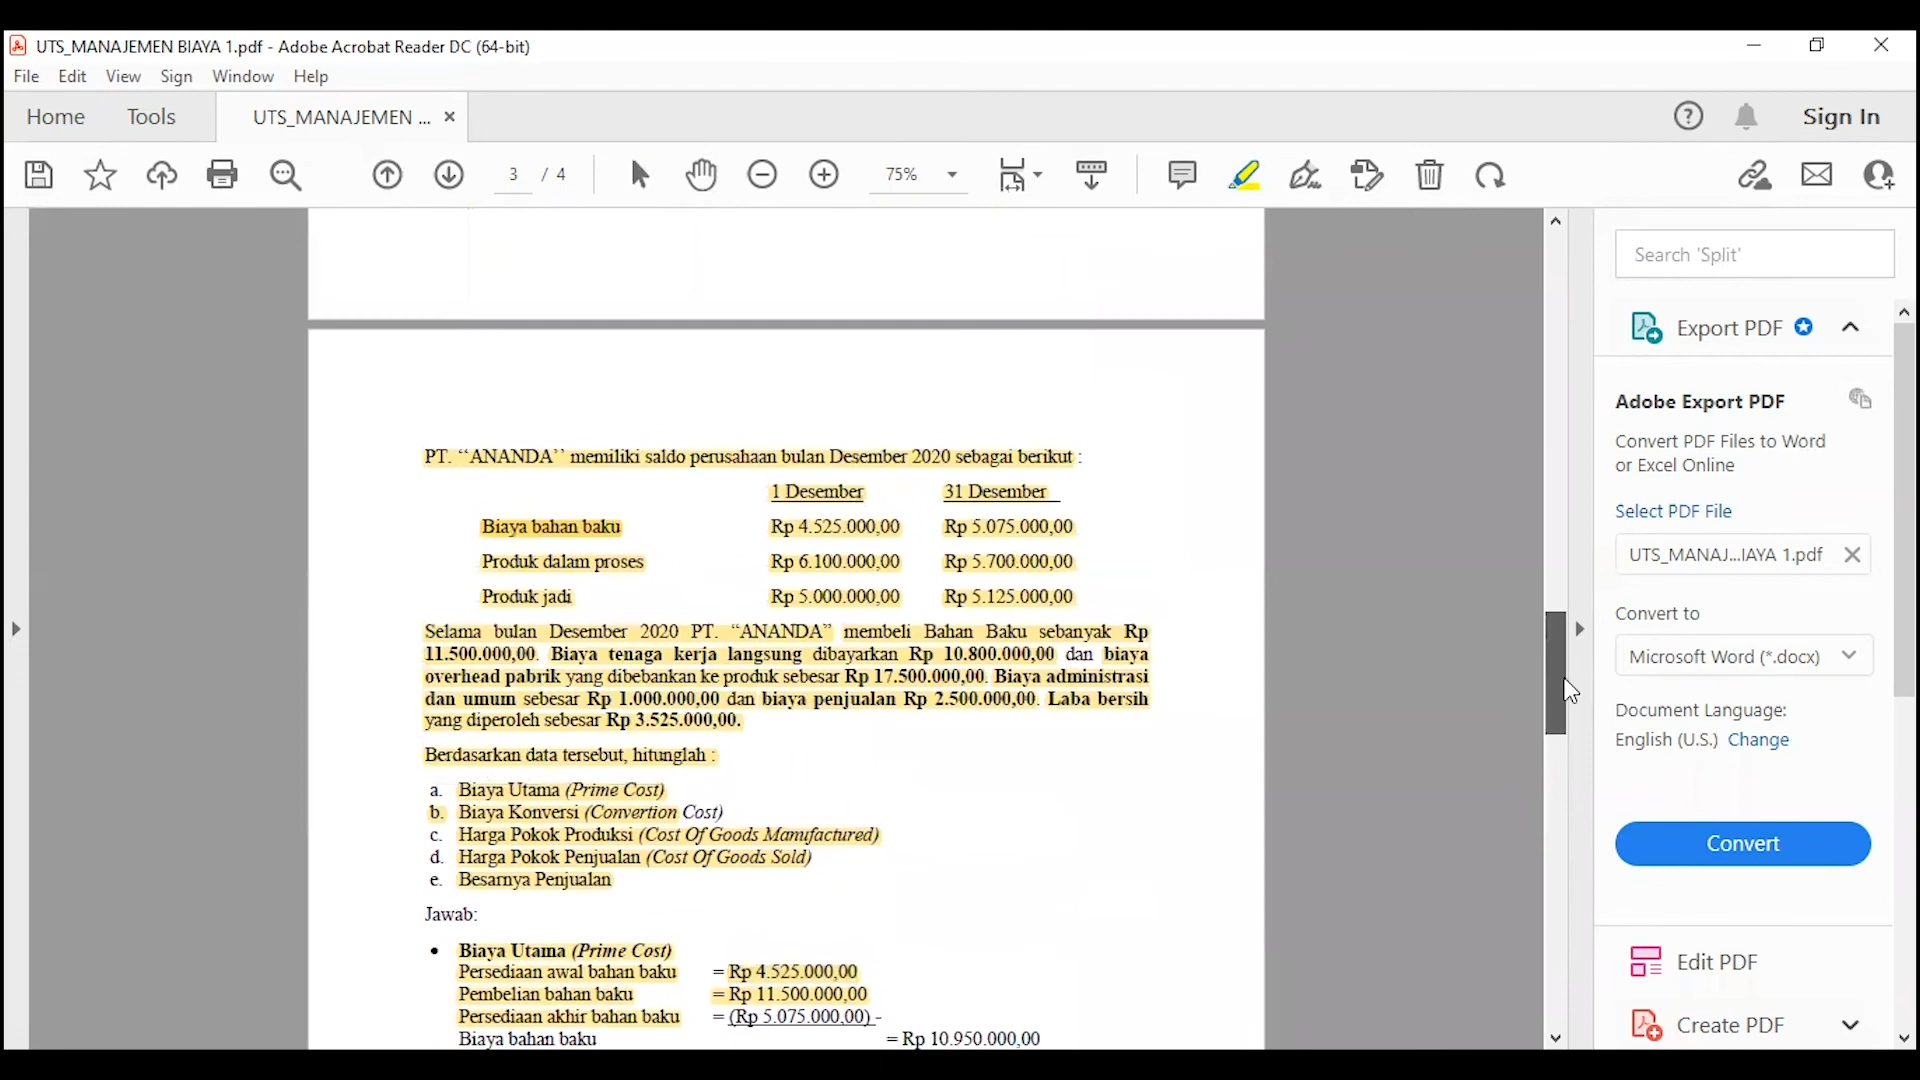 UTS_MANAJEMEN BIAYA 1.pdf - Adobe Acrobat Reader DC (64-bit)
File Edit View Sign Window Help
Home Tools UTS_MANAJEMEN ... Sign In
3 / 4 75%
Search 'Split'
Export PDF
Adobe Export PDF
Convert PDF Files to Word
or Excel Online
Select PDF File
UTS_MANAJ...IAYA 1.pdf
Convert to
Microsoft Word (*.docx)
Document Language:
English (U.S.) Change
Convert
Edit PDF
Create PDF
PT. ‘‘ANANDA’’ memiliki saldo perusahaan bulan Desember 2020 sebagai berikut :
1 Desember 31 Desember
Biaya bahan baku Rp 4.525.000,00 Rp 5.075.000,00
Produk dalam proses Rp 6.100.000,00 Rp 5.700.000,00
Produk jadi Rp 5.000.000,00 Rp 5.125.000,00
Selama bulan Desember 2020 PT. “ANANDA” membeli Bahan Baku sebanyak Rp
11.500.000,00. Biaya tenaga kerja langsung dibayarkan Rp 10.800.000,00 dan biaya
overhead pabrik yang dibebankan ke produk sebesar Rp 17.500.000,00. Biaya administrasi
dan umum sebesar Rp 1.000.000,00 dan biaya penjualan Rp 2.500.000,00. Laba bersih
yang diperoleh sebesar Rp 3.525.000,00.
Berdasarkan data tersebut, hitunglah :
a. Biaya Utama (Prime Cost)
b. Biaya Konversi (Convertion Cost)
c. Harga Pokok Produksi (Cost Of Goods Manufactured)
d. Harga Pokok Penjualan (Cost Of Goods Sold)
e. Besarnya Penjualan
Jawab:
• Biaya Utama (Prime Cost)
Persediaan awal bahan baku = Rp 4.525.000,00
Pembelian bahan baku = Rp 11.500.000,00
Persediaan akhir bahan baku = (Rp 5.075.000,00) -
Biaya bahan baku = Rp 10.950.000,00